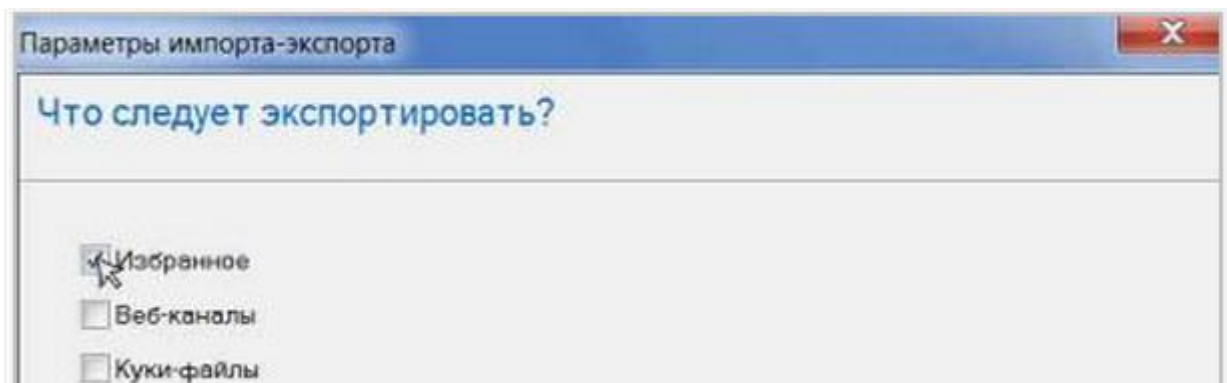 Параметры импорта-экспорта
Что следует экспортировать?
Избранное
Веб-каналы
Куки-файлы